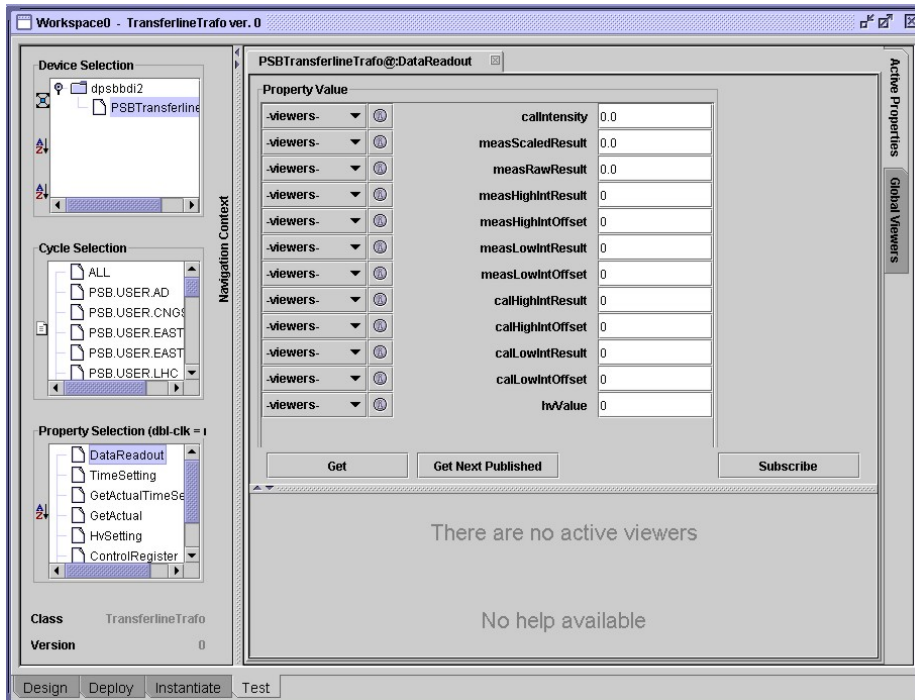 Workspace0 - TransferlineTrafo ver. 0
Device Selection
dpsbbdi2
PSBTransferline
Cycle Selection
ALL
PSB.USER.AD
PSB.USER.CNGS
PSB.USER.EAST
PSB.USER.EAST
PSB.USER.LHC
Property Selection (dbl-clk =
DataReadout
TimeSetting
GetActualTimeSe
GetActual
HvSetting
ControlRegister
Class TransferlineTrafo
Version 0
Navigation Context
PSBTransferlineTrafo@:DataReadout
Property Value
-viewers- calIntensity 0.0
-viewers- measScaledResult 0.0
-viewers- measRawResult 0.0
-viewers- measHighIntResult 0
-viewers- measHighIntOffset 0
-viewers- measLowIntResult 0
-viewers- measLowIntOffset 0
-viewers- calHighIntResult 0
-viewers- calHighIntOffset 0
-viewers- calLowIntResult 0
-viewers- calLowIntOffset 0
-viewers- hvValue 0
Get Get Next Published Subscribe
There are no active viewers
No help available
Active Properties
Global Viewers
Design Deploy Instantiate Test